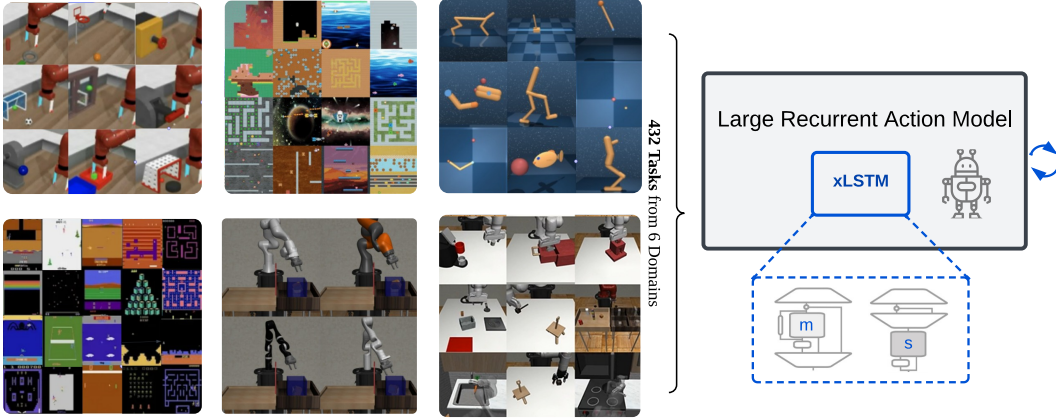 432 Tasks from 6 Domains
Large Recurrent Action Model
xLSTM
m
s